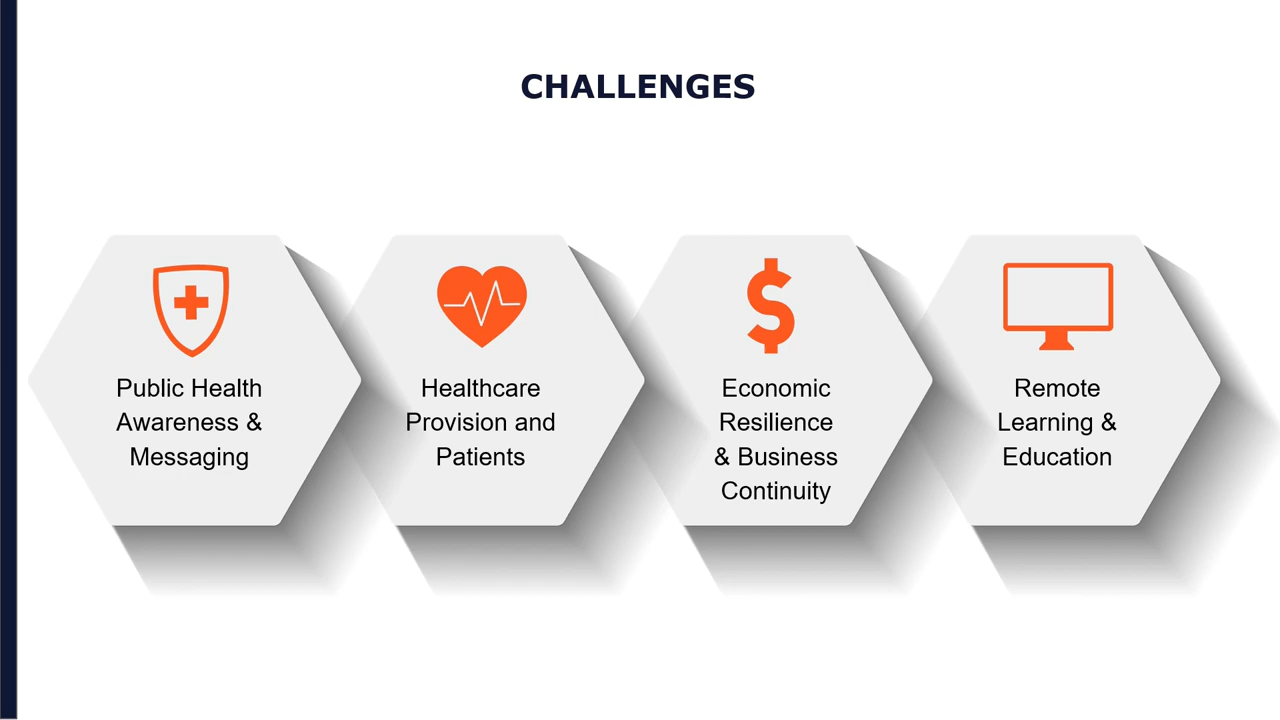 CHALLENGES
Public Health
Awareness &
Messaging
Healthcare
Provision and
Patients
Economic
Resilience
& Business
Continuity
Remote
Learning &
Education